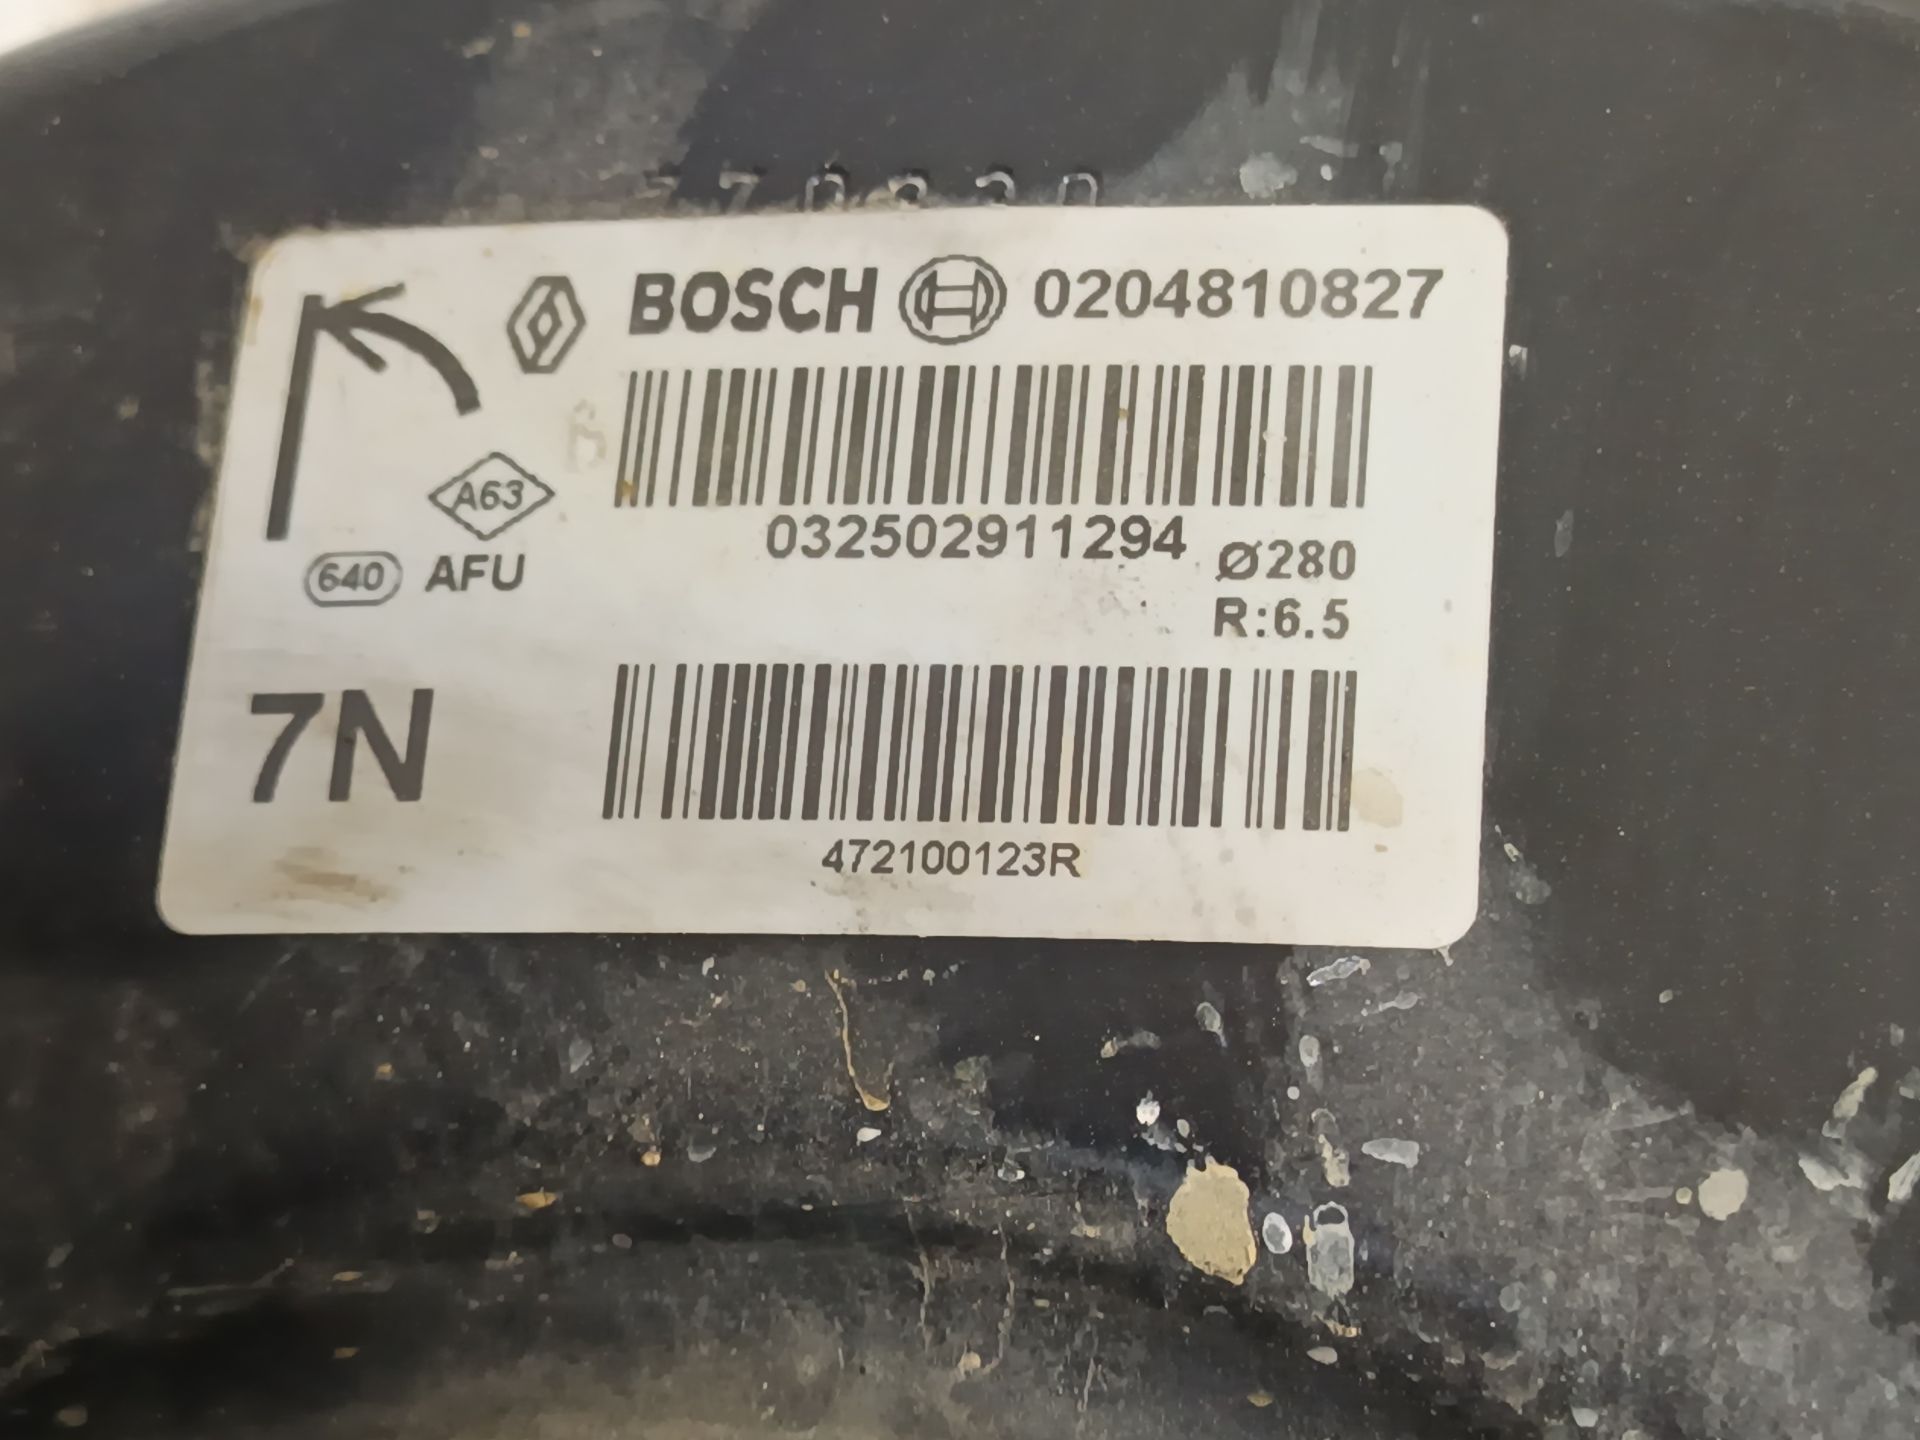 BOSCH 0204810827
A63
032502911294
Ø280
640 AFU
R:6.5
7N
472100123R